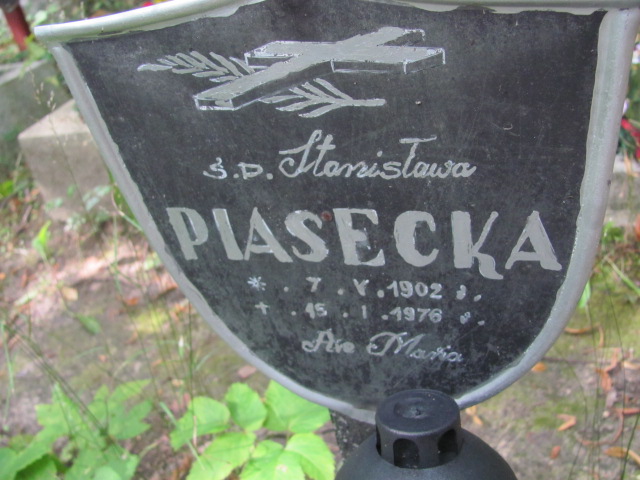 Ś.P. Stanisława
PIASECKA
* . 7 . V . 1902 r.
+ . 15 . I . 1976 r.
Ave Maria